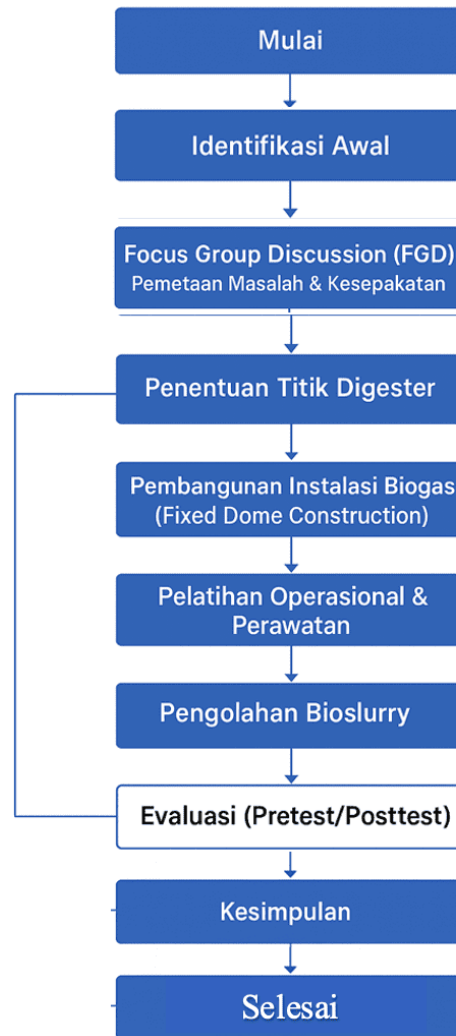 Mulai
Identifikasi Awal
Focus Group Discussion (FGD)
Pemetaan Masalah & Kesepakatan
Penentuan Titik Digester
Pembangunan Instalasi Biogas
(Fixed Dome Construction)
Pelatihan Operasional &
Perawatan
Pengolahan Bioslurry
Evaluasi (Pretest/Posttest)
Kesimpulan
Selesai